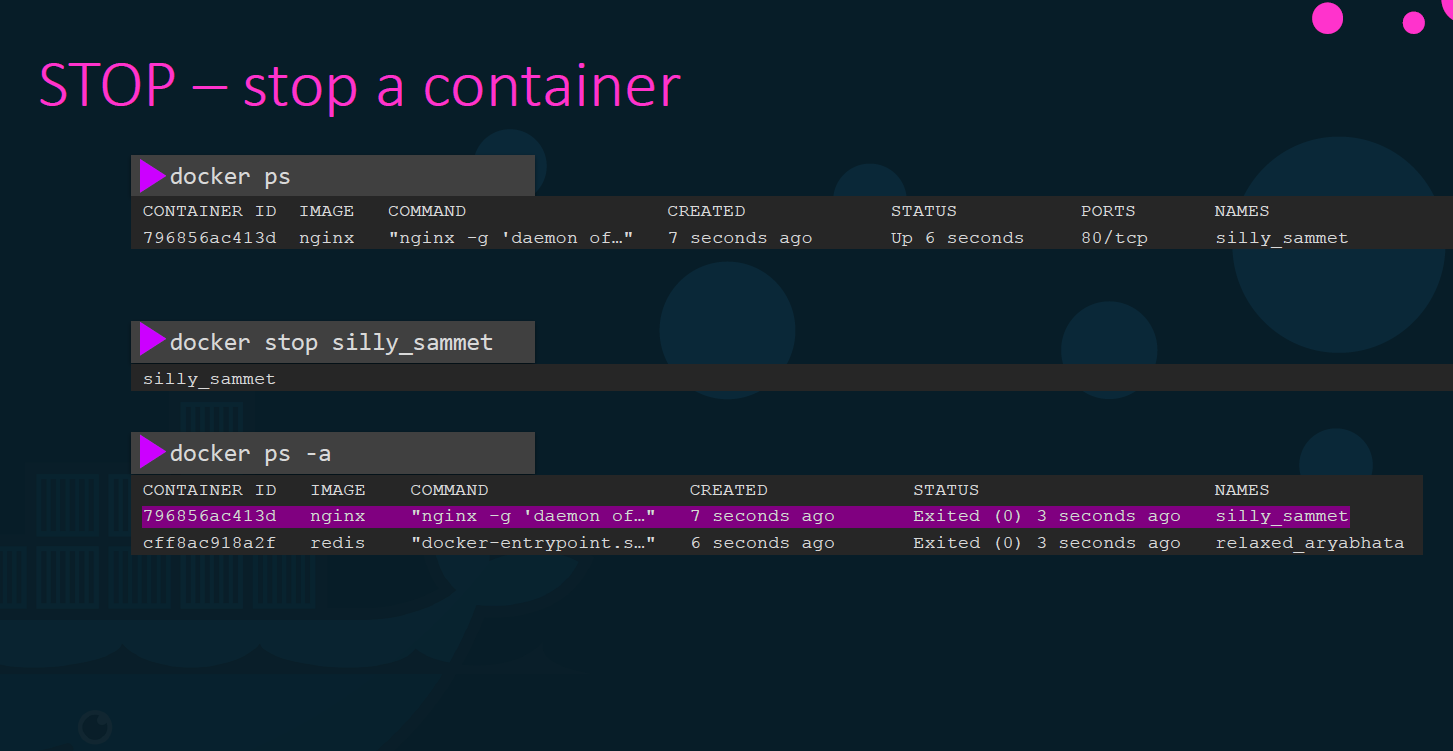 STOP – stop a container
docker ps
CONTAINER ID IMAGE COMMAND CREATED STATUS PORTS NAMES
796856ac413d nginx "nginx -g 'daemon of…" 7 seconds ago Up 6 seconds 80/tcp silly_sammet
docker stop silly_sammet
silly_sammet
docker ps -a
CONTAINER ID IMAGE COMMAND CREATED STATUS NAMES
796856ac413d nginx "nginx -g 'daemon of…" 7 seconds ago Exited (0) 3 seconds ago silly_sammet
cff8ac918a2f redis "docker-entrypoint.s…" 6 seconds ago Exited (0) 3 seconds ago relaxed_aryabhata